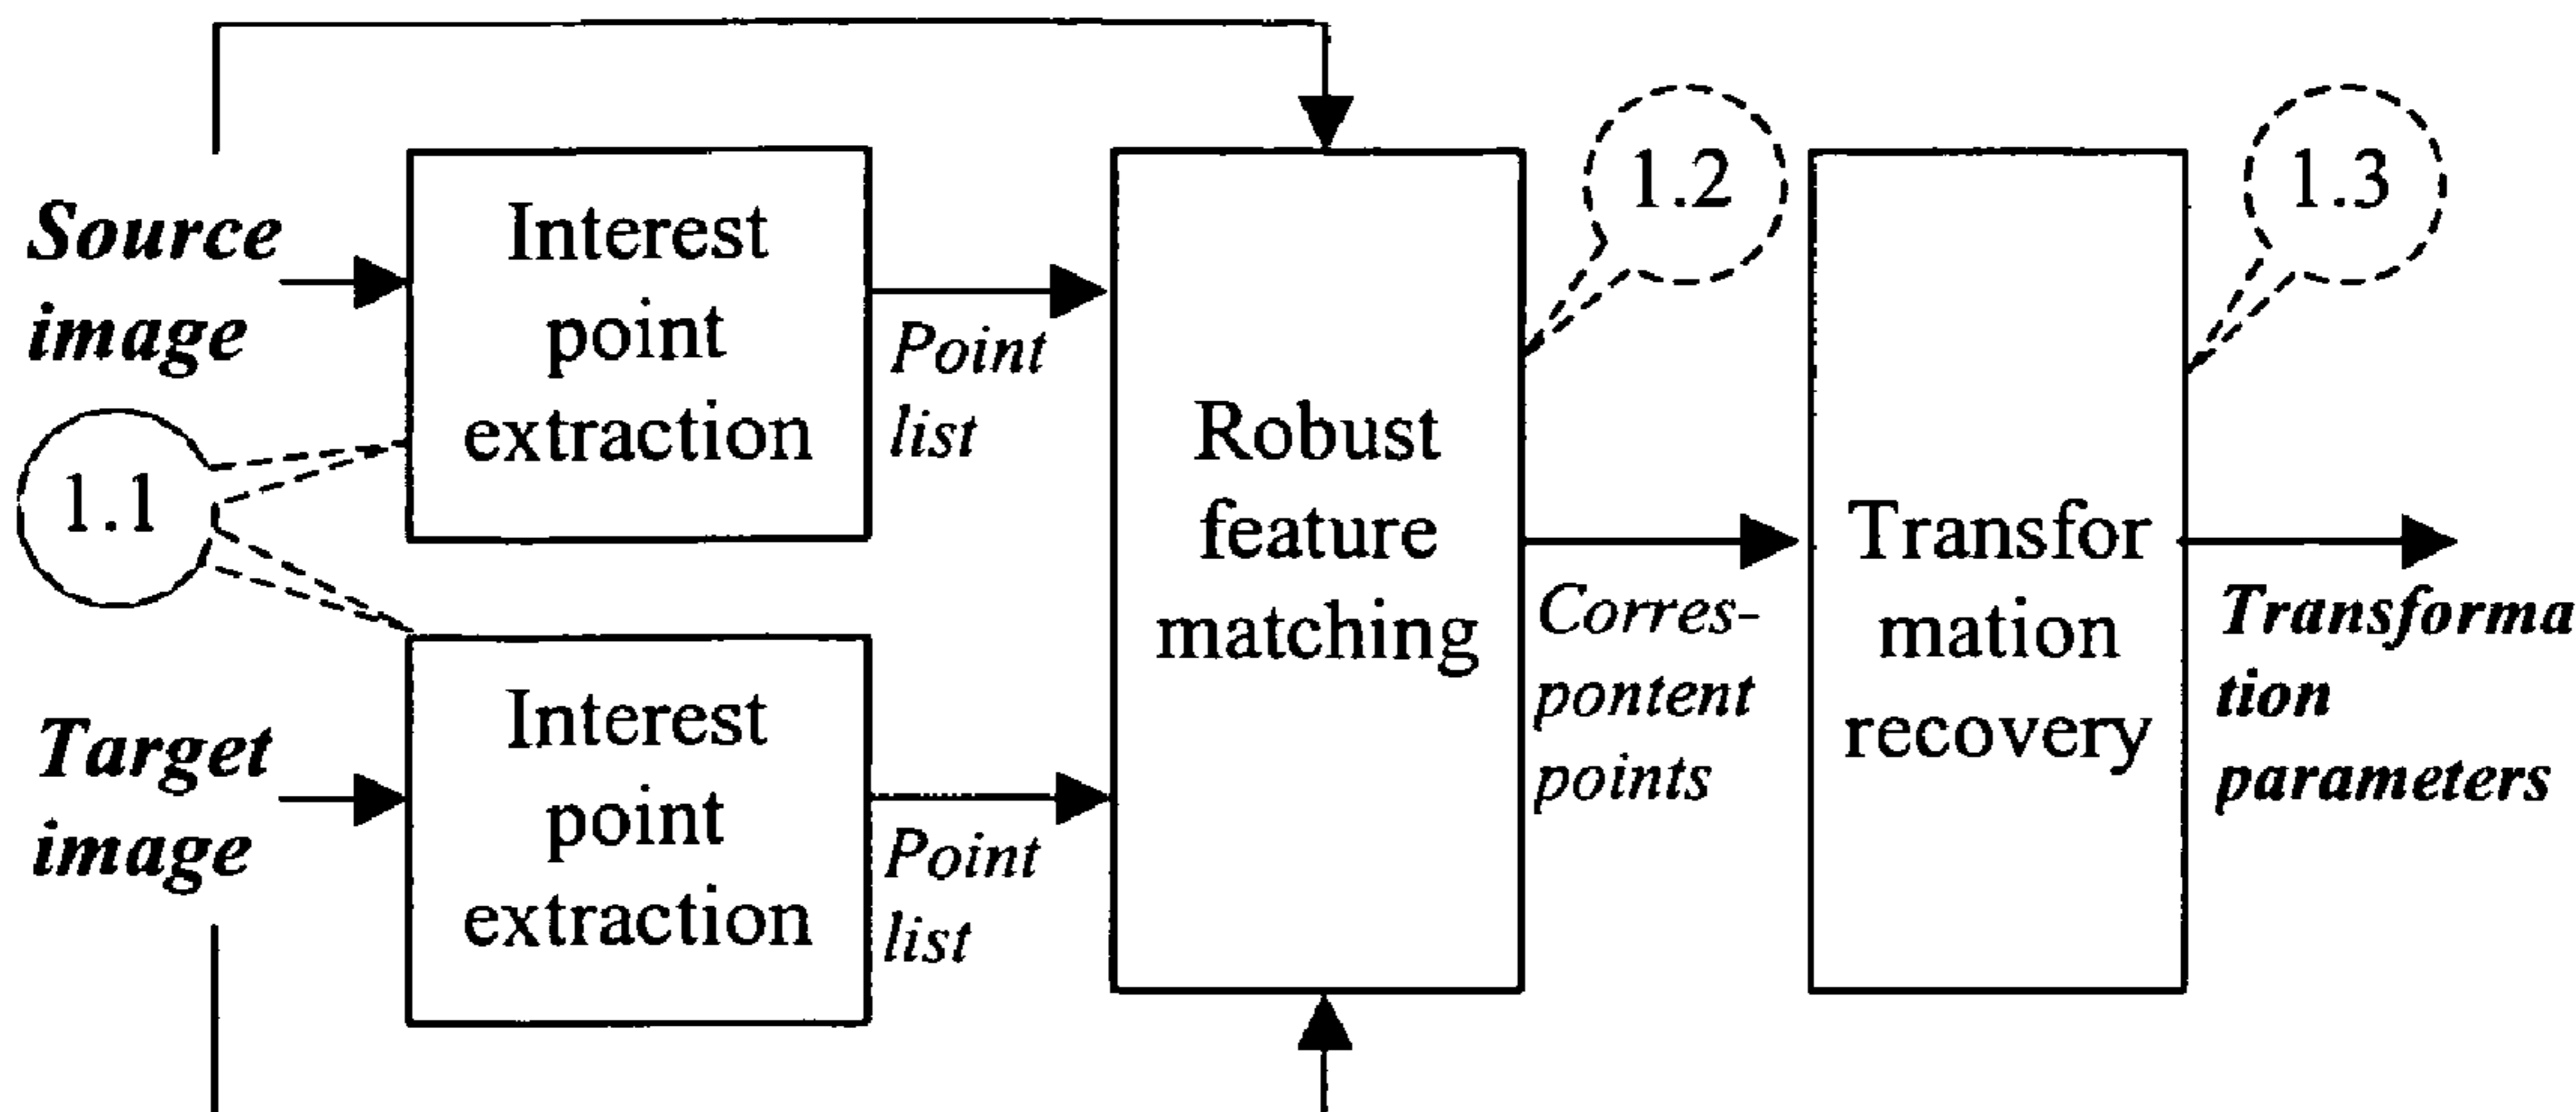 Source
image
1.1
Target
image
Interest
point
extraction
Interest
point
extraction
Point
list
Point
list
Robust
feature
matching
1.2
Corres-
pontent
points
Transfor
mation
recovery
1.3
Transforma
tion
parameters